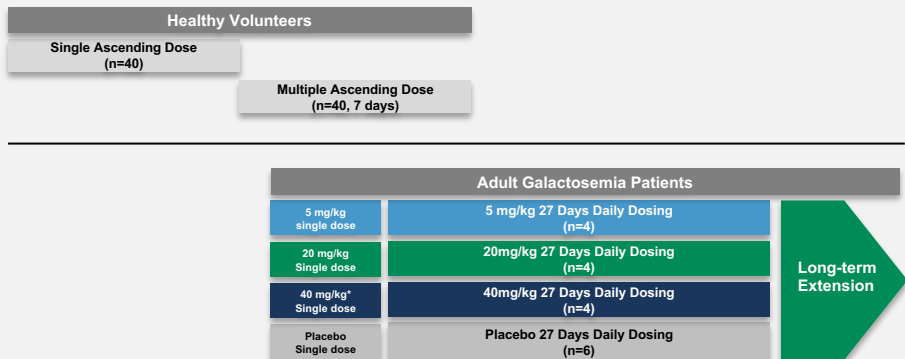 Healthy Volunteers
Single Ascending Dose
(n=40)
Multiple Ascending Dose
(n=40, 7 days)
Adult Galactosemia Patients
5 mg/kg
single dose
5 mg/kg 27 Days Daily Dosing
(n=4)
20 mg/kg
Single dose
20mg/kg 27 Days Daily Dosing
(n=4)
40 mg/kg*
Single dose
40mg/kg 27 Days Daily Dosing
(n=4)
Placebo
Single dose
Placebo 27 Days Daily Dosing
(n=6)
Long-term
Extension